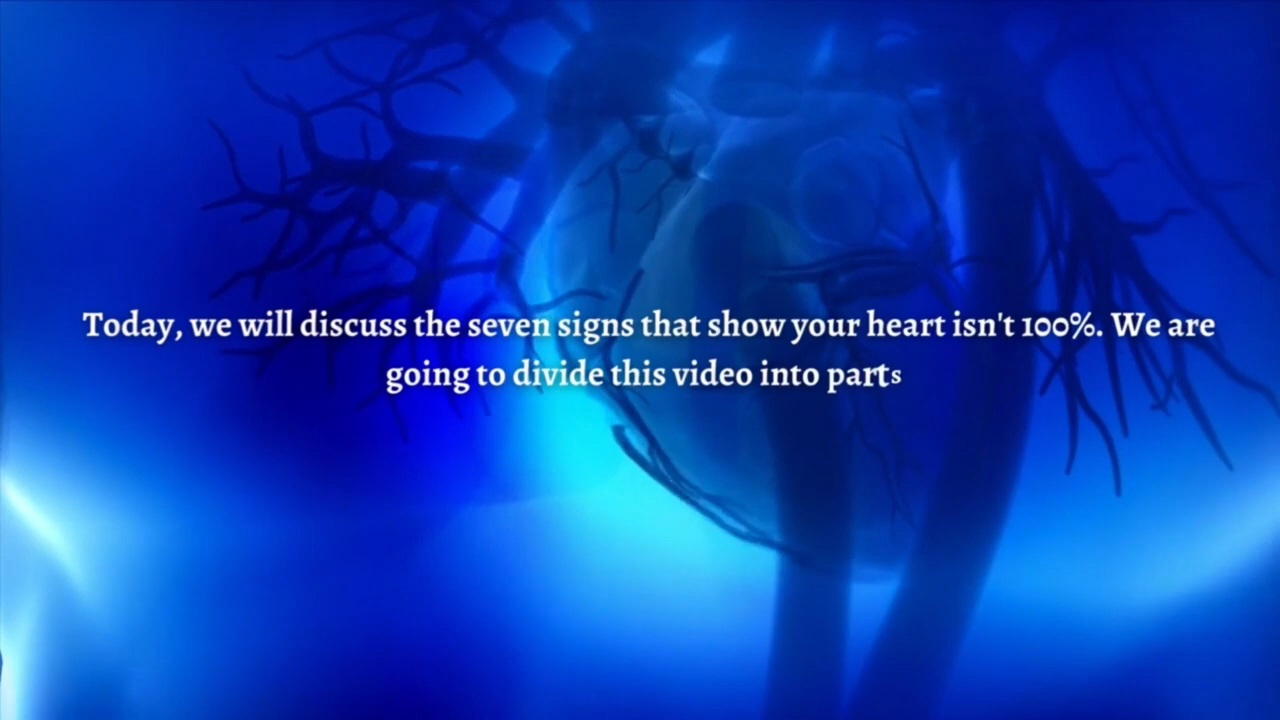 Today, we will discuss the seven signs that show your heart isn't 100%. We are
going to divide this video into parts